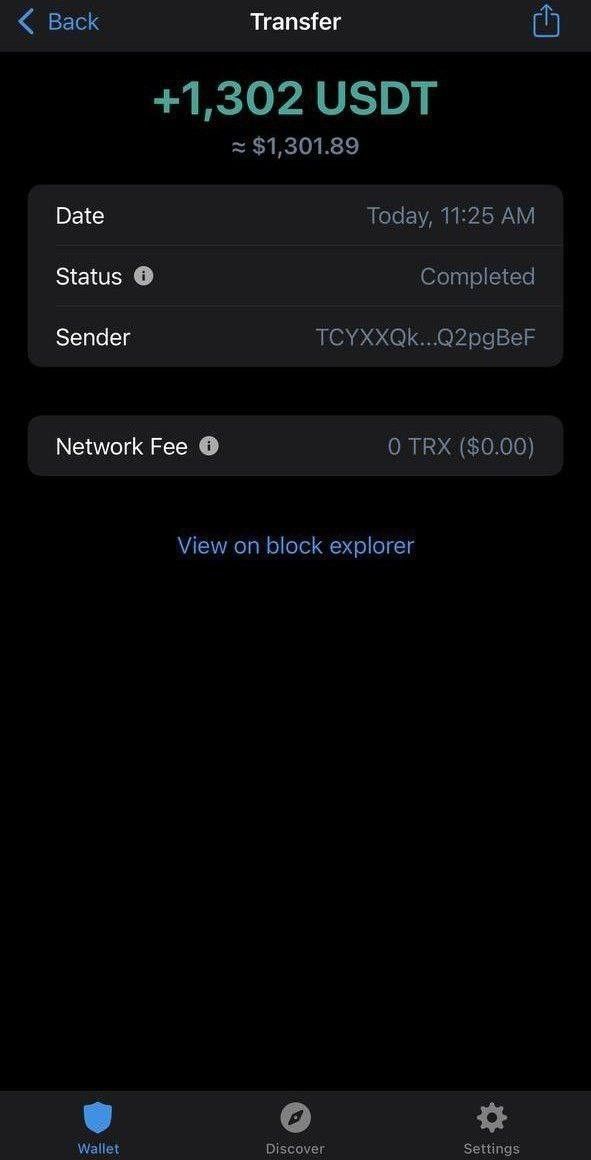 Back Transfer
+1,302 USDT
≈ $1,301.89
Date Today, 11:25 AM
Status Completed
Sender TCYXXQk...Q2pgBeF
Network Fee 0 TRX ($0.00)
View on block explorer
Wallet Discover Settings